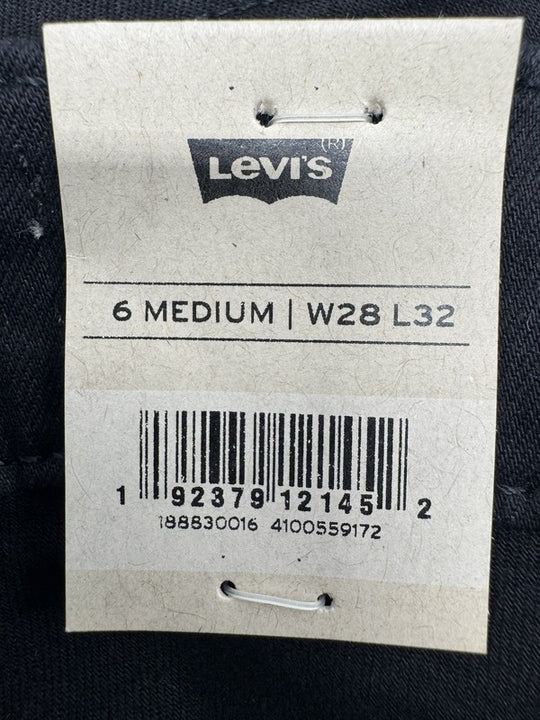 Levi's (R)
6 MEDIUM | W28 L32
1 92379 12145 2
188830016 4100559172